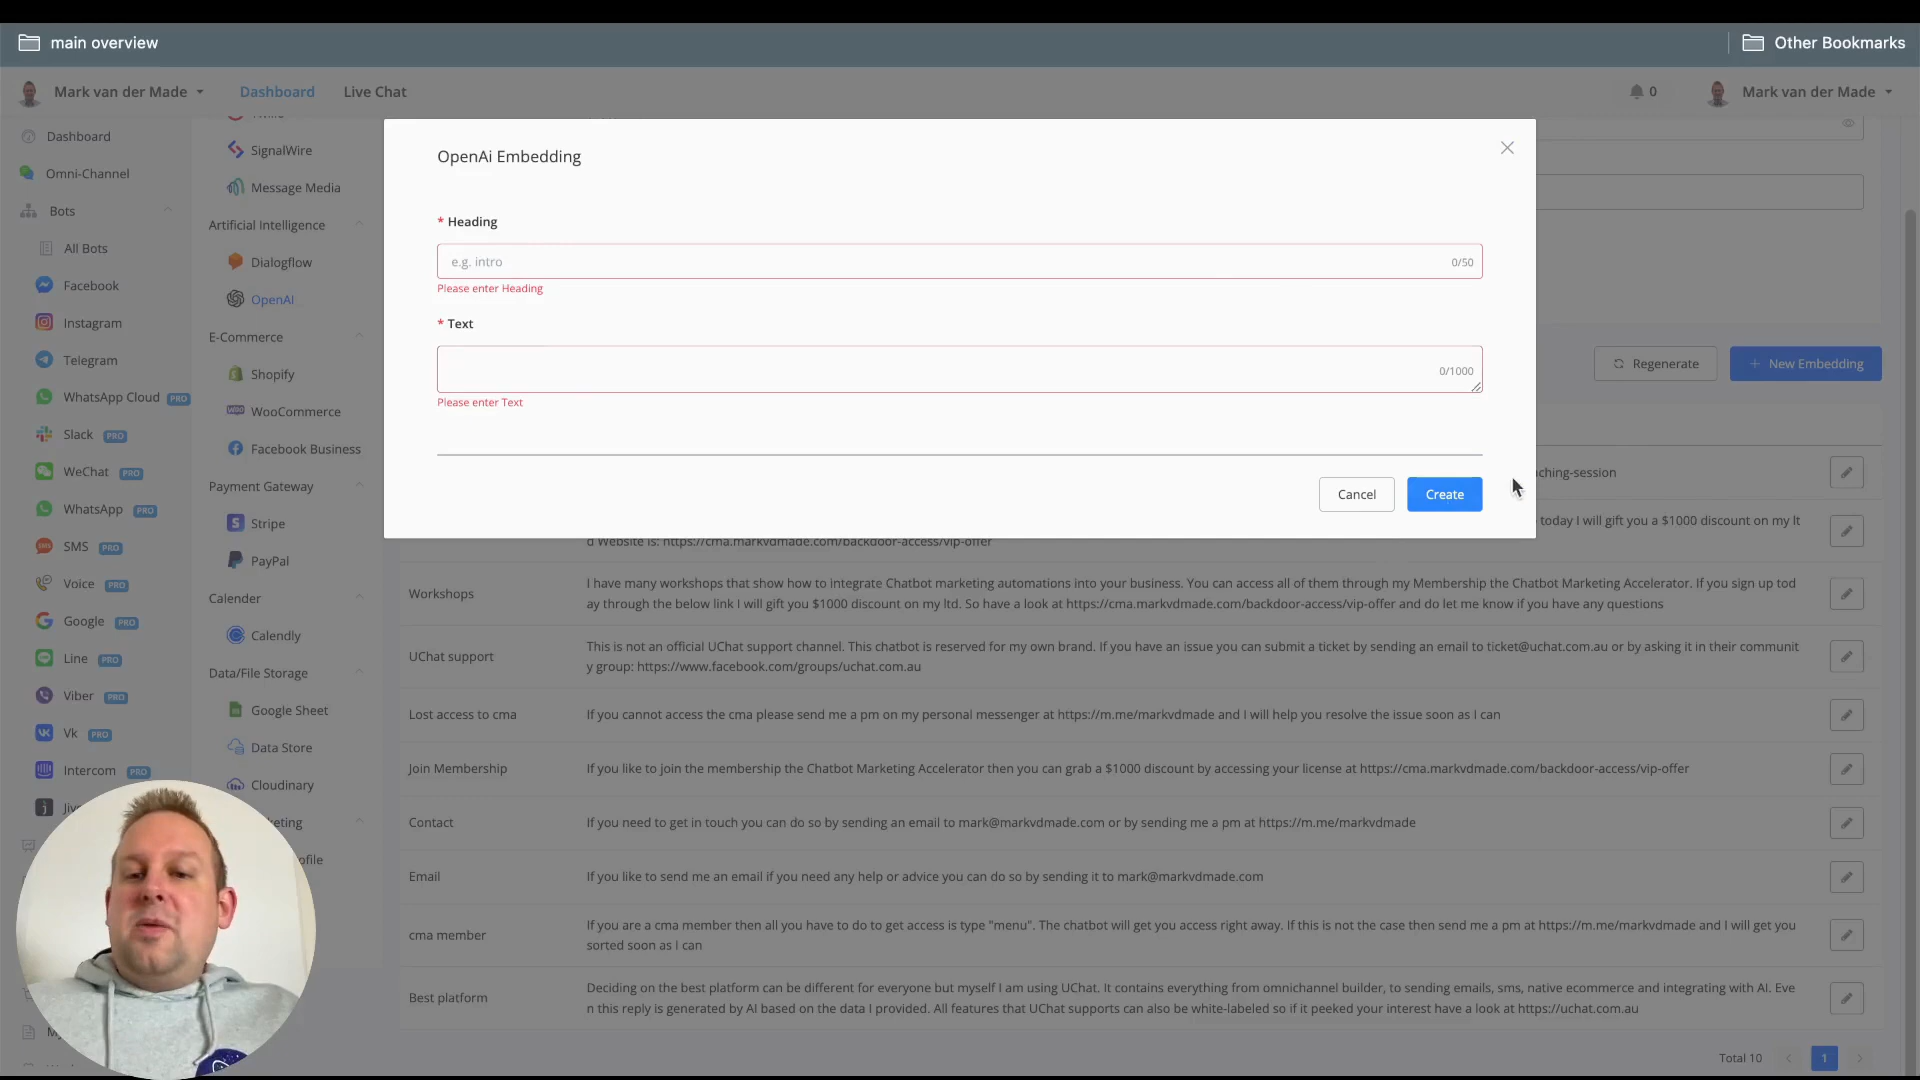 main overview
Other Bookmarks
Mark van der Made
Dashboard
Live Chat
0
Mark van der Made
Dashboard
Omni-Channel
Bots
All Bots
Facebook
Instagram
Telegram
WhatsApp Cloud PRO
Slack PRO
WeChat PRO
WhatsApp PRO
SMS PRO
Voice PRO
Google PRO
Line PRO
Viber PRO
Vk PRO
Intercom PRO
SignalWire
Message Media
Artificial Intelligence
Dialogflow
OpenAI
E-Commerce
Shopify
WooCommerce
Facebook Business
Payment Gateway
Stripe
PayPal
Calender
Calendly
Data/File Storage
Google Sheet
Data Store
Cloudinary
OpenAi Embedding
* Heading
e.g. intro
0/50
Please enter Heading
* Text
0/1000
Please enter Text
Cancel
Create
Regenerate
+ New Embedding
ching-session
today I will gift you a $1000 discount on my lt
d Website is: https://cma.markvdmade.com/backdoor-access/vip-offer
Workshops
I have many workshops that show how to integrate Chatbot marketing automations into your business. You can access all of them through my Membership the Chatbot Marketing Accelerator. If you sign up tod
ay through the below link I will gift you $1000 discount on my ltd. So have a look at https://cma.markvdmade.com/backdoor-access/vip-offer and do let me know if you have any questions
UChat support
This is not an official UChat support channel. This chatbot is reserved for my own brand. If you have an issue you can submit a ticket by sending an email to ticket@uchat.com.au or by asking it in their communit
y group: https://www.facebook.com/groups/uchat.com.au
Lost access to cma
If you cannot access the cma please send me a pm on my personal messenger at https://m.me/markvdmade and I will help you resolve the issue soon as I can
Join Membership
If you like to join the membership the Chatbot Marketing Accelerator then you can grab a $1000 discount by accessing your license at https://cma.markvdmade.com/backdoor-access/vip-offer
Contact
If you need to get in touch you can do so by sending an email to mark@markvdmade.com or by sending me a pm at https://m.me/markvdmade
Email
If you like to send me an email if you need any help or advice you can do so by sending it to mark@markvdmade.com
cma member
If you are a cma member then all you have to do to get access is type "menu". The chatbot will get you access right away. If this is not the case then send me a pm at https://m.me/markvdmade and I will get you
sorted soon as I can
Best platform
Deciding on the best platform can be different for everyone but myself I am using UChat. It contains everything from omnichannel builder, to sending emails, sms, native ecommerce and integrating with AI. Eve
n this reply is generated by AI based on the data I provided. All features that UChat supports can also be white-labeled so if it peeked your interest have a look at https://uchat.com.au
Total 10
1